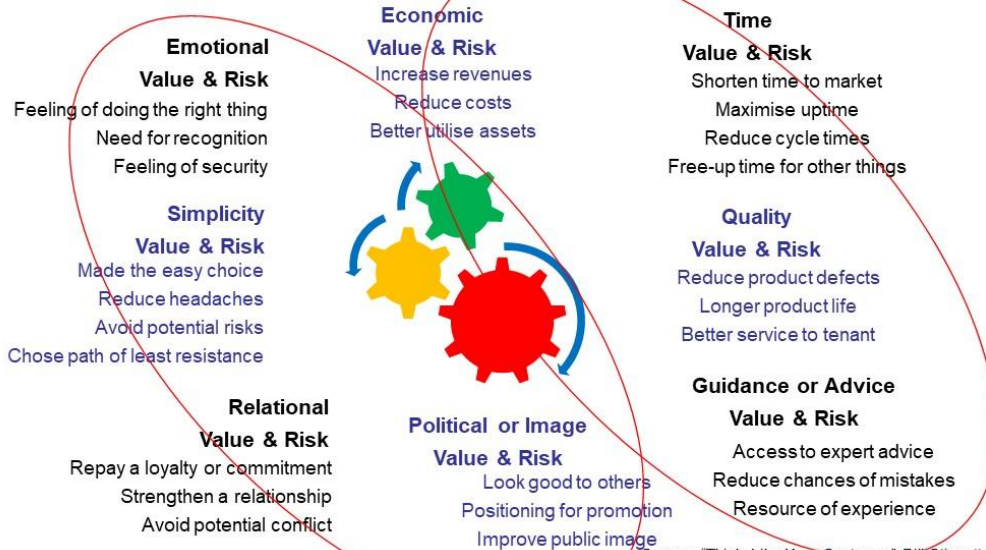 Economic
Value & Risk
Increase revenues
Reduce costs
Better utilise assets
Emotional
Value & Risk
Feeling of doing the right thing
Need for recognition
Feeling of security
Time
Value & Risk
Shorten time to market
Maximise uptime
Reduce cycle times
Free-up time for other things
Simplicity
Value & Risk
Made the easy choice
Reduce headaches
Avoid potential risks
Chose path of least resistance
Quality
Value & Risk
Reduce product defects
Longer product life
Better service to tenant
Relational
Value & Risk
Repay a loyalty or commitment
Strengthen a relationship
Avoid potential conflict
Political or Image
Value & Risk
Look good to others
Positioning for promotion
Improve public image
Guidance or Advice
Value & Risk
Access to expert advice
Reduce chances of mistakes
Resource of experience